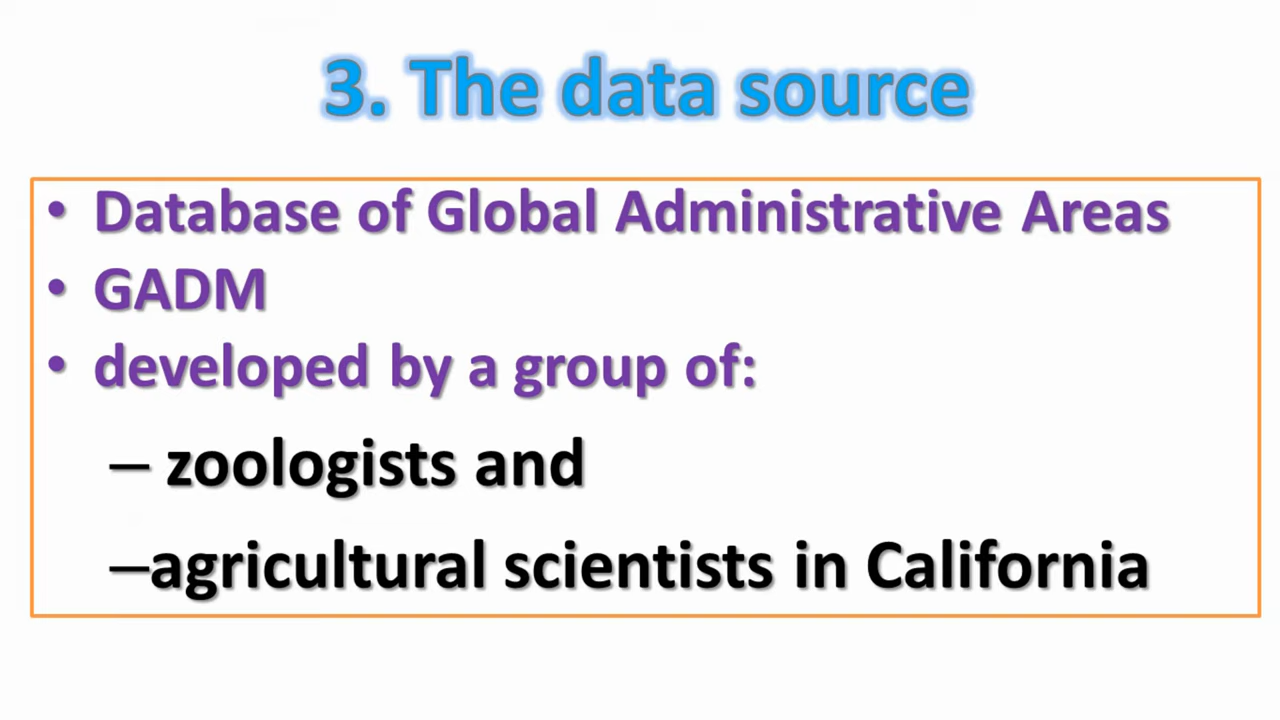 3. The data source
• Database of Global Administrative Areas
• GADM
• developed by a group of:
– zoologists and
–agricultural scientists in California